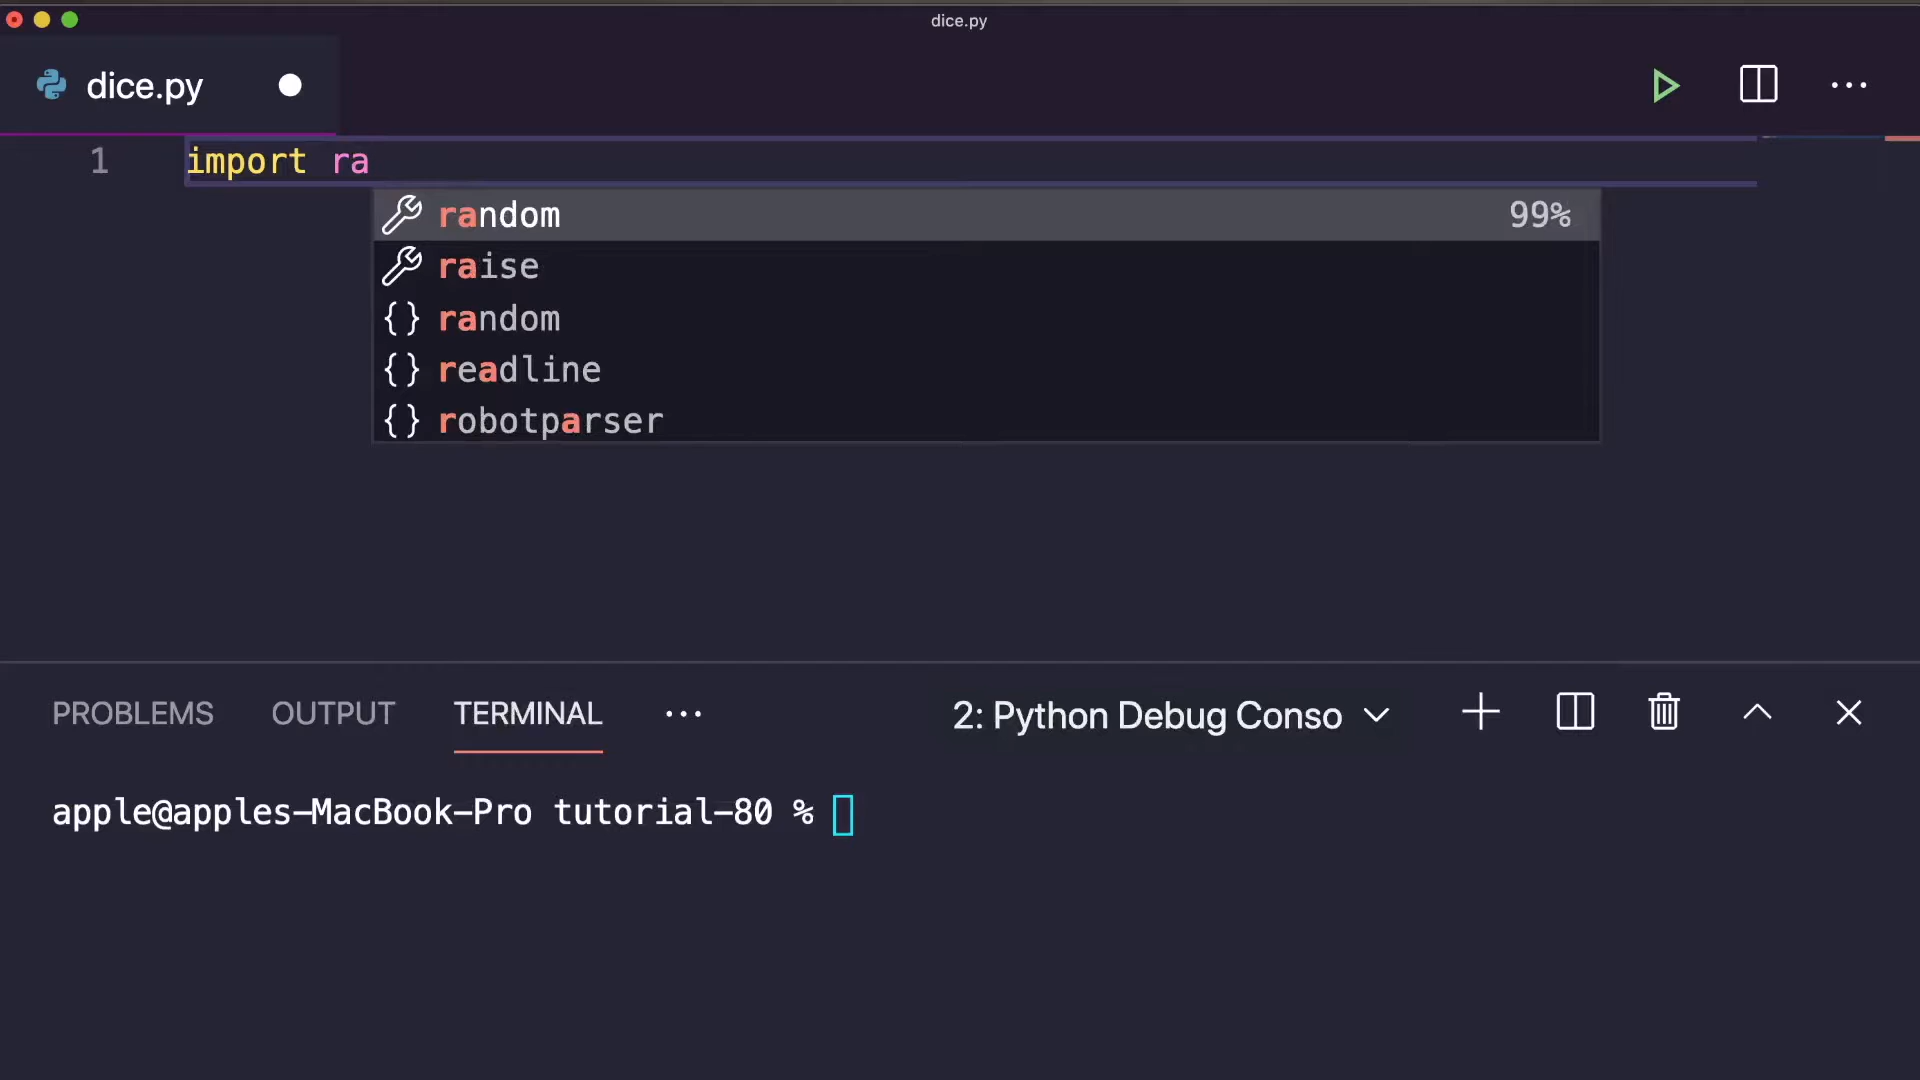 dice.py
dice.py
1 import ra
random 99%
raise
{} random
{} readline
{} robotparser
PROBLEMS OUTPUT TERMINAL ... 2: Python Debug Conso
apple@apples-MacBook-Pro tutorial-80 %